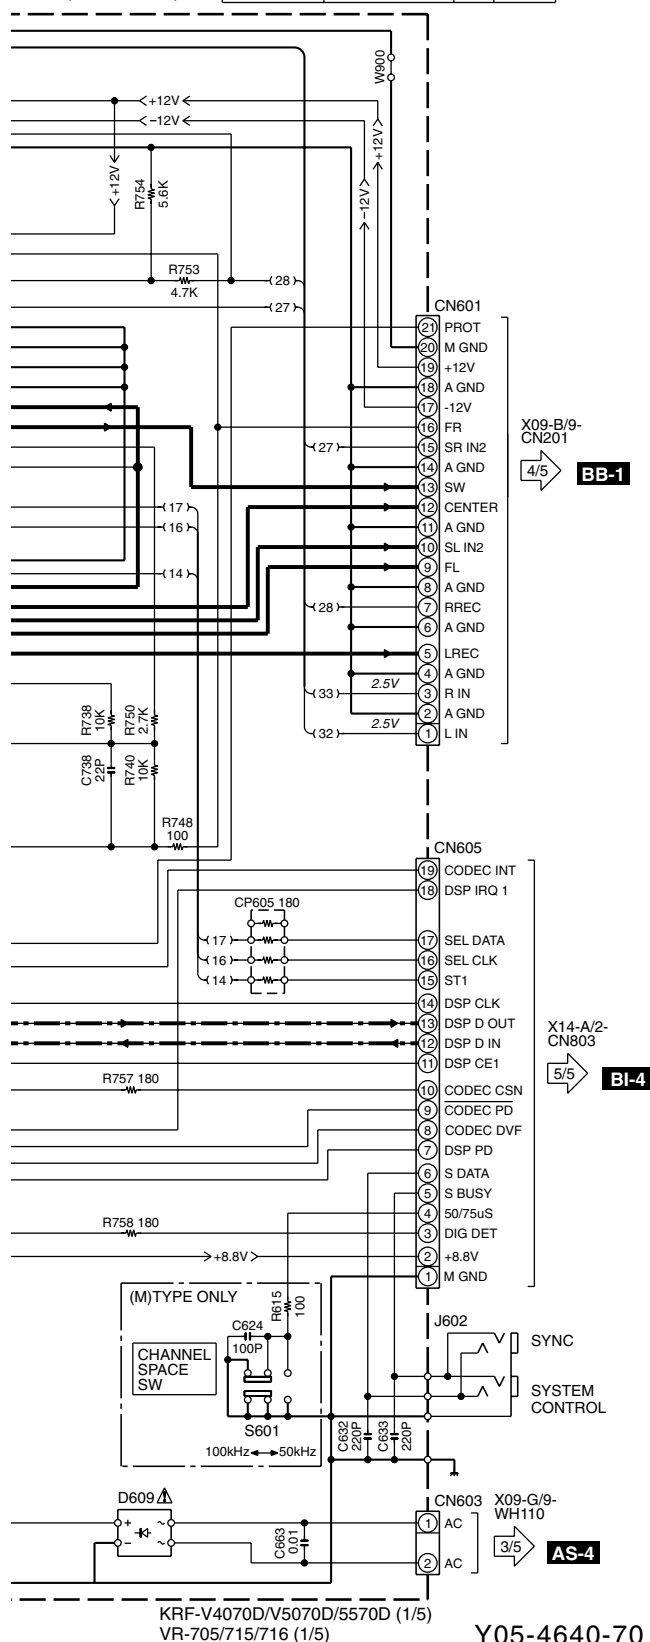 W900
+12V
−12V
+12V
−12V
+12V
R754
5.6K
R753
4.7K
28
27
CN601
21 PROT
20 M GND
19 +12V
18 A GND
17 -12V
16 FR
27
15 SR IN2
14 A GND
13 SW
12 CENTER
11 A GND
10 SL IN2
9 FL
8 A GND
28
7 RREC
6 A GND
5 LREC
4 A GND
33
2.5V
3 R IN
2 A GND
32
2.5V
1 L IN
X09-B/9-
CN201
4/5
BB-1
17
16
14
R738
10K
R750
2.7K
C738
22P
R740
10K
R748
100
CN605
19 CODEC INT
18 DSP IRQ 1
CP605 180
17
17 SEL DATA
16
16 SEL CLK
14
15 ST1
14 DSP CLK
13 DSP D OUT
12 DSP D IN
11 DSP CE1
R757 180
10 CODEC CSN
9 CODEC PD
8 CODEC DVF
7 DSP PD
6 S DATA
5 S BUSY
4 50/75uS
R758 180
3 DIG DET
+8.8V
2 +8.8V
1 M GND
X14-A/2-
CN803
5/5
BI-4
(M)TYPE ONLY
R615
100
C624
100P
CHANNEL
SPACE
SW
S601
100kHz
50kHz
J602
SYNC
SYSTEM
CONTROL
C632
220P
C633
220P
D609
+
−
~
~
C663
0.01
CN603
1 AC
2 AC
X09-G/9-
WH110
3/5
AS-4
KRF-V4070D/V5070D/5570D (1/5)
VR-705/715/716 (1/5)
Y05-4640-70